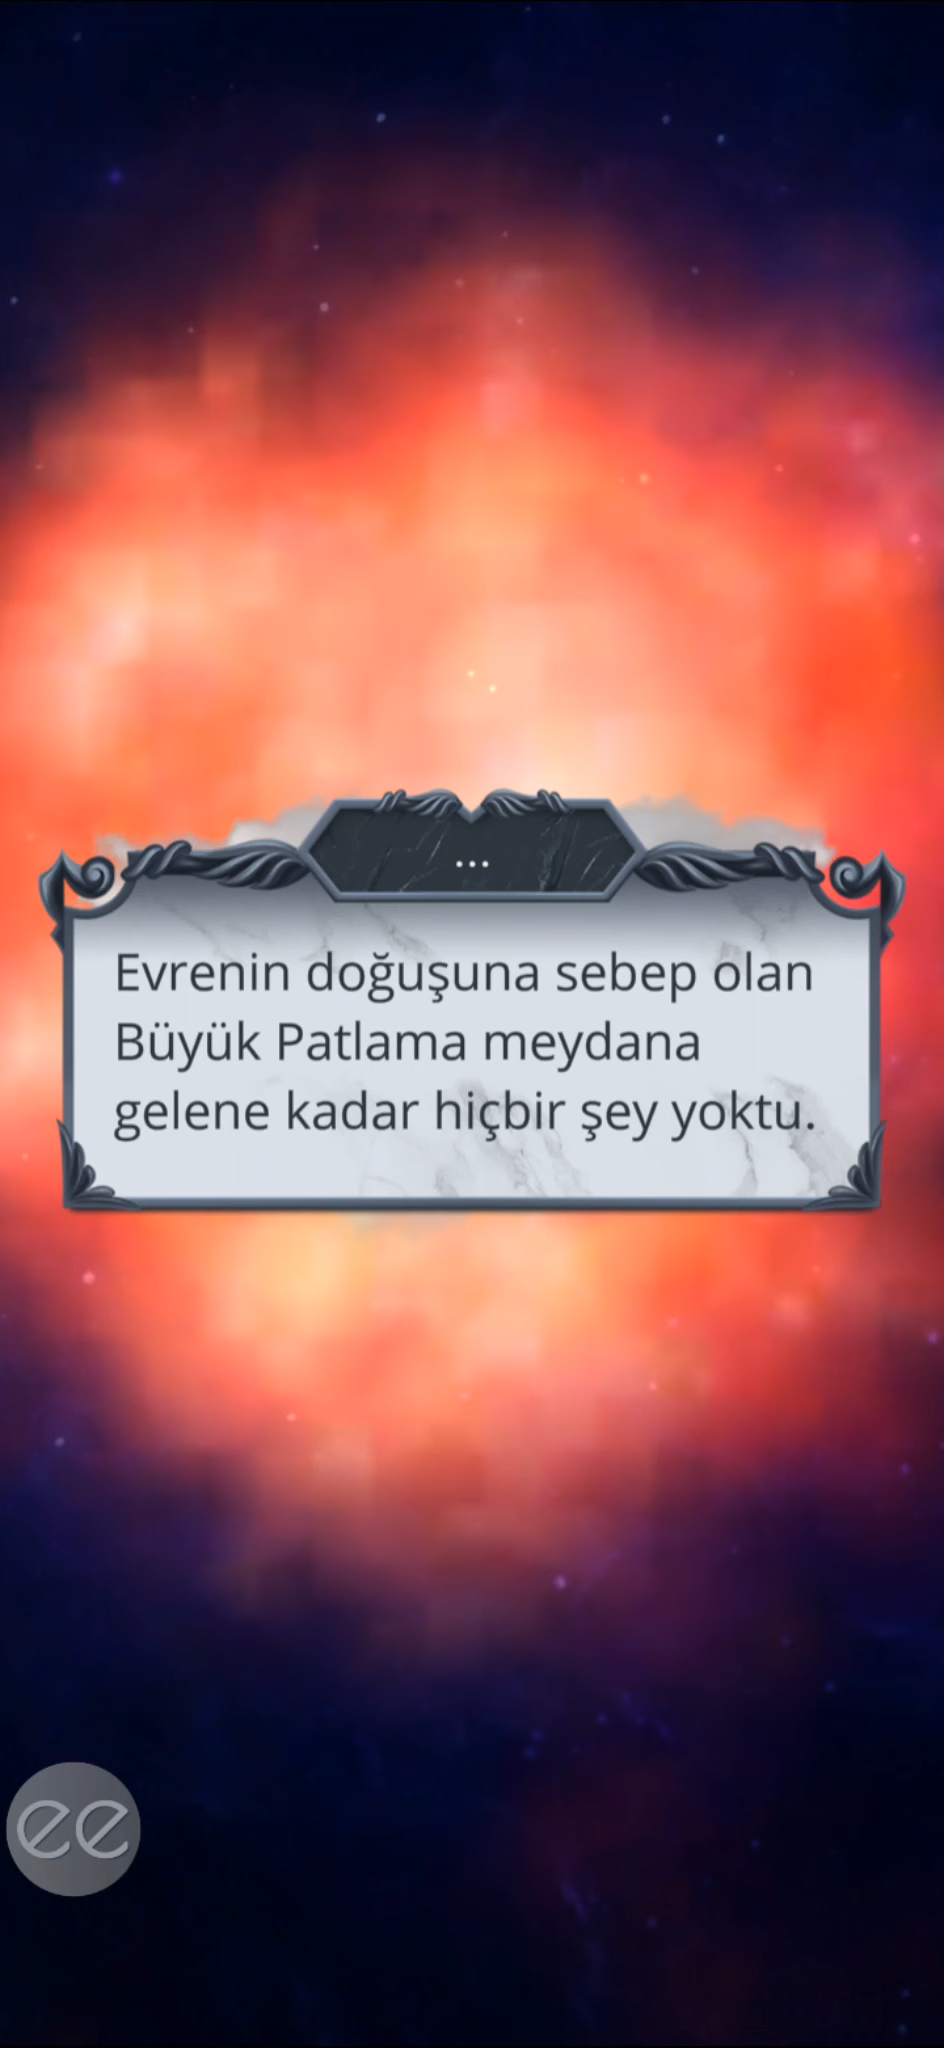 ...
Evrenin doğuşuna sebep olan
Büyük Patlama meydana
gelene kadar hiçbir şey yoktu.
ee